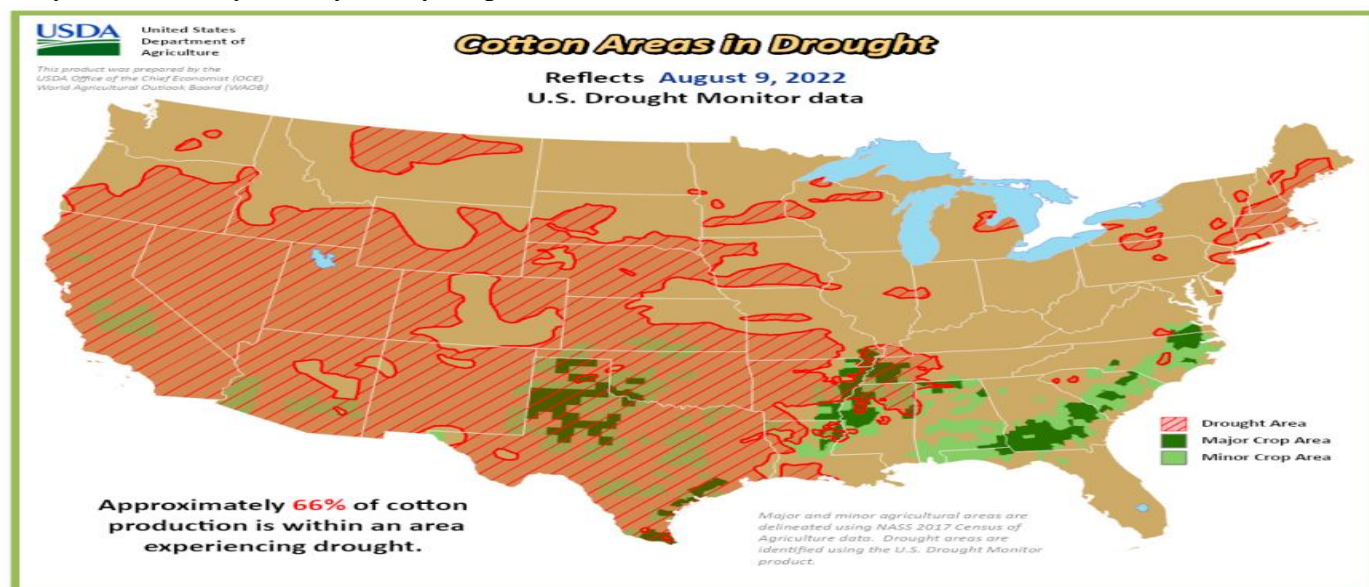 USDA
United States
Department of
Agriculture
This product was prepared by the
USDA Office of the Chief Economist (OCE)
World Agricultural Outlook Board (WAOB)
Cotton Areas in Drought
Reflects August 9, 2022
U.S. Drought Monitor data
Drought Area
Major Crop Area
Minor Crop Area
Approximately 66% of cotton
production is within an area
experiencing drought.
Major and minor agricultural areas are
delineated using NASS 2017 Census of
Agriculture data. Drought areas are
identified using the U.S. Drought Monitor
product.